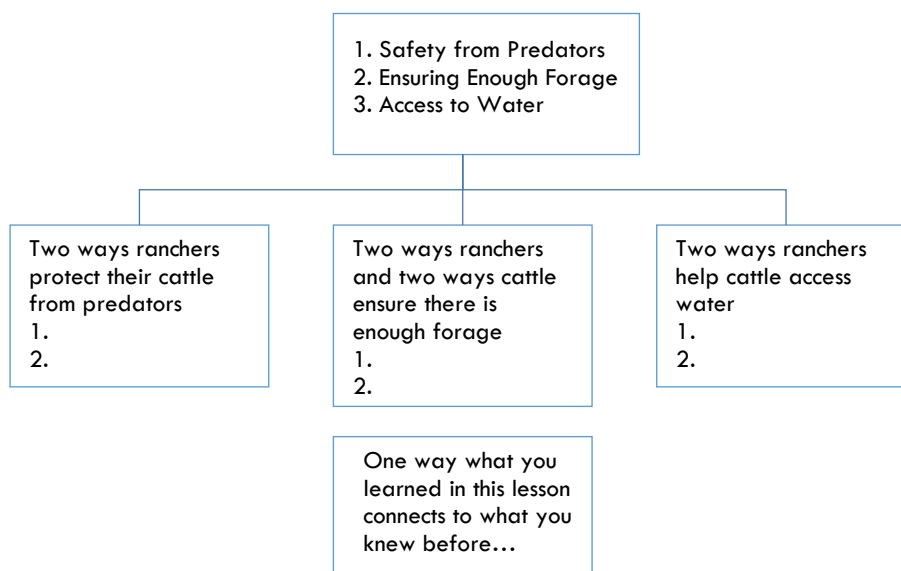 1. Safety from Predators
2. Ensuring Enough Forage
3. Access to Water
Two ways ranchers
protect their cattle
from predators
1.
2.
Two ways ranchers
and two ways cattle
ensure there is
enough forage
1.
2.
Two ways ranchers
help cattle access
water
1.
2.
One way what you
learned in this lesson
connects to what you
knew before…